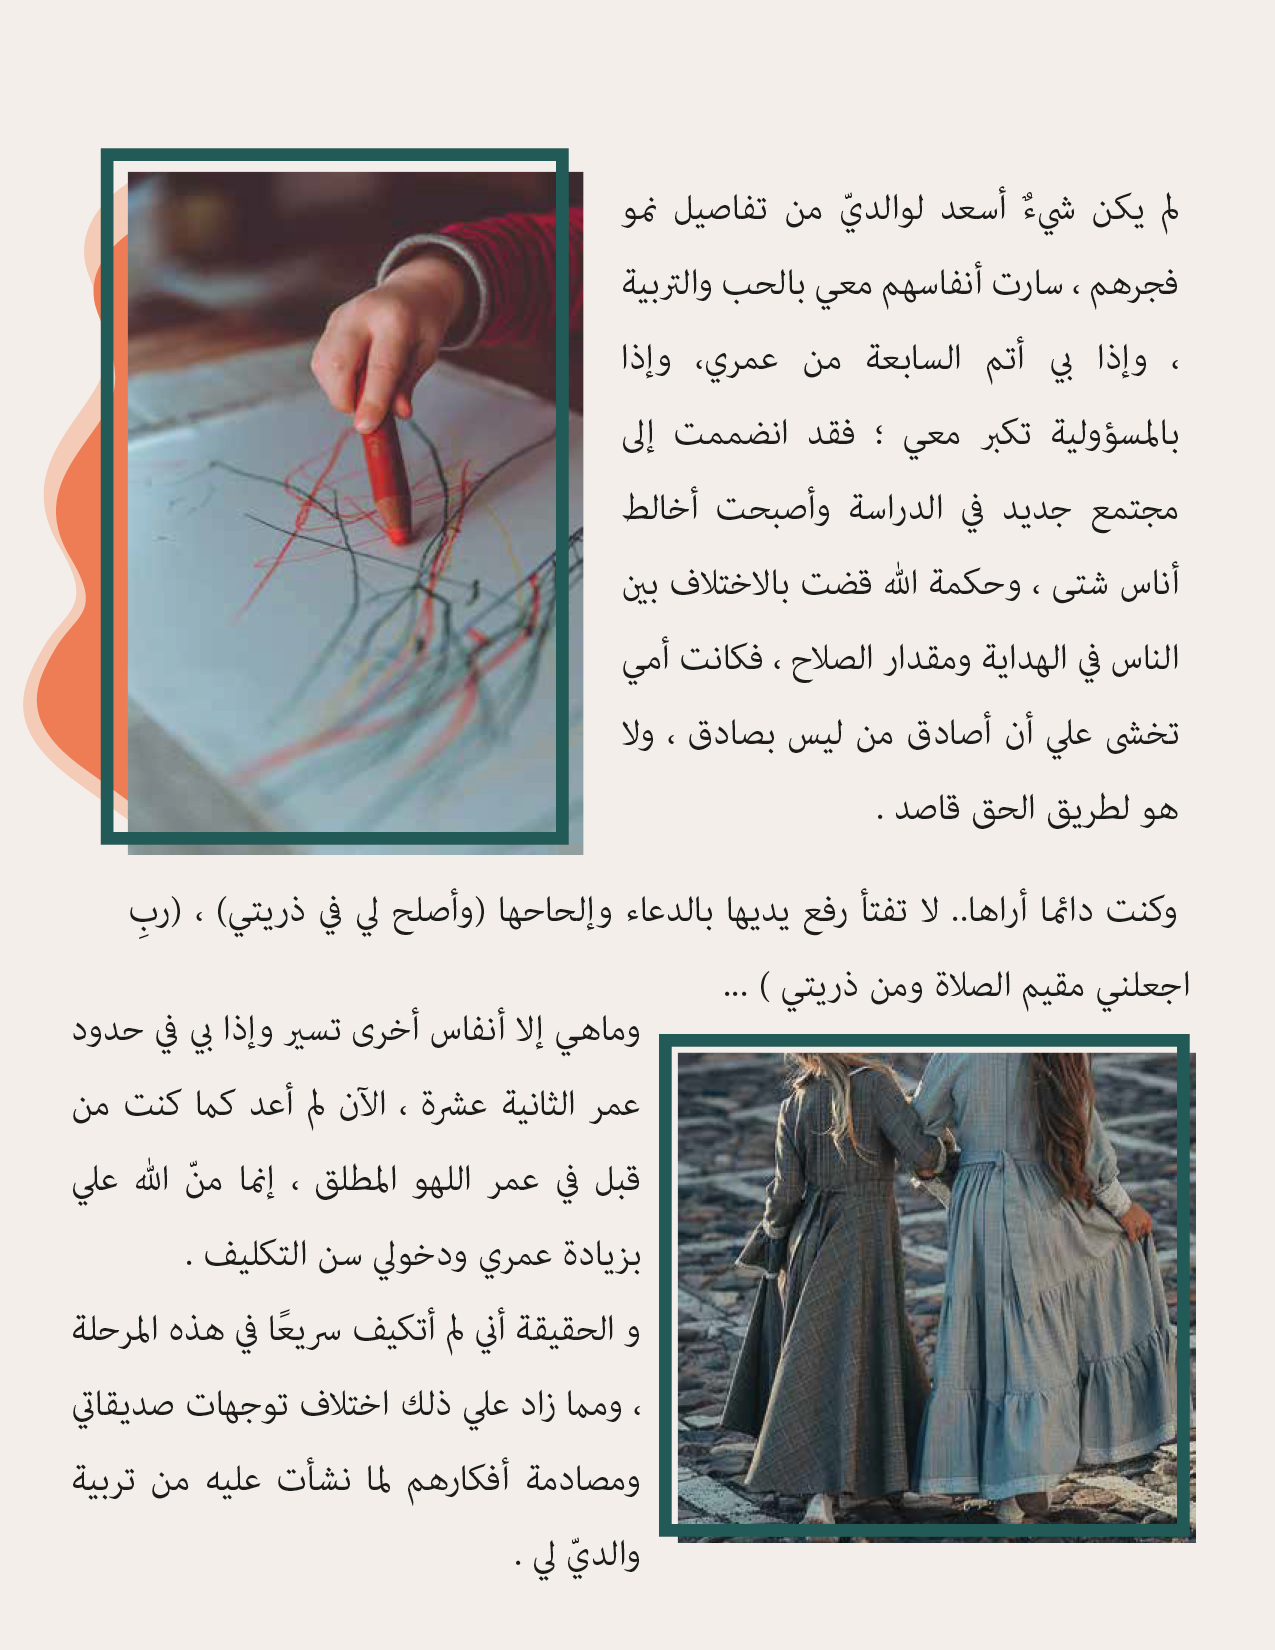 لم يكن شيءٌ أسعد لوالديّ من تفاصيل نمو
فجرهم ، سارت أنفاسهم معي بالحب والتربية
، وإذا بي أتم السابعة من عمري، وإذا
بالمسؤولية تكبر معي ؛ فقد انضممت إلى
مجتمع جديد في الدراسة وأصبحت أخالط
أناس شتى ، وحكمة الله قضت بالاختلاف بين
الناس في الهداية ومقدار الصلاح ، فكانت أمي
تخشى علي أن أصادق من ليس بصادق ، ولا
هو لطريق الحق قاصد .
وكنت دائما أراها.. لا تفتأ رفع يديها بالدعاء وإلحاحها (وأصلح لي في ذريتي) ، (ربِ
اجعلني مقيم الصلاة ومن ذريتي ) ...
وماهي إلا أنفاس أخرى تسير وإذا بي في حدود
عمر الثانية عشرة ، الآن لم أعد كما كنت من
قبل في عمر اللهو المطلق ، إنما منّ الله علي
بزيادة عمري ودخولي سن التكليف .
و الحقيقة أني لم أتكيف سريعًا في هذه المرحلة
، ومما زاد علي ذلك اختلاف توجهات صديقاتي
ومصادمة أفكارهم لما نشأت عليه من تربية
والديّ لي .